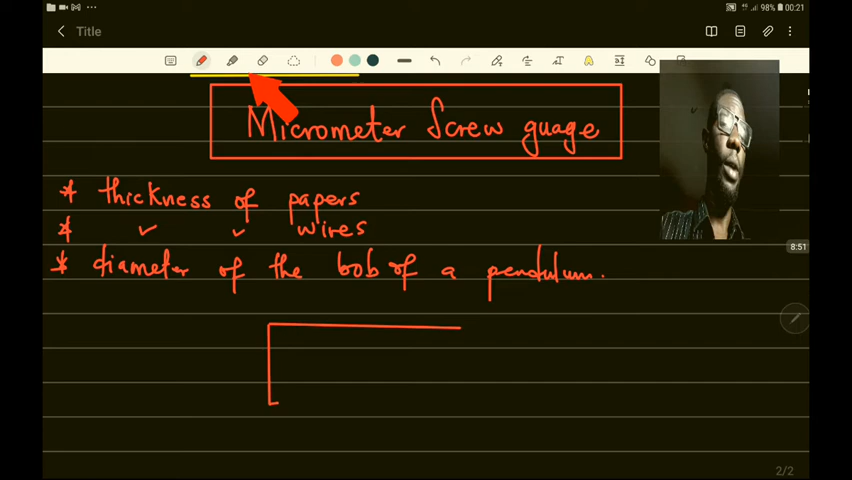 98% 00:21
Title
Micrometer Screw guage
* thickness of papers
* ✓ ✓ wires
* diameter of the bob of a pendulum.
8:51
2/2